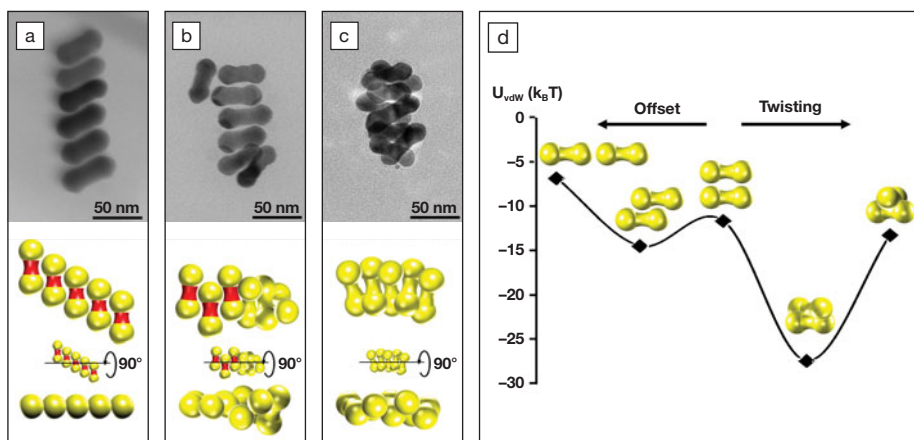 a
50 nm
90°
b
50 nm
90°
c
50 nm
90°
d
UvdW (kBT)
Offset
Twisting
0
–5
–10
–15
–20
–25
–30